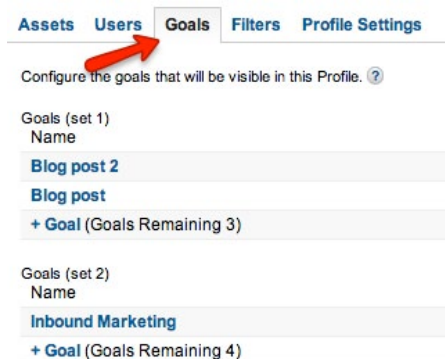 Assets Users Goals Filters Profile Settings
Configure the goals that will be visible in this Profile. ?
Goals (set 1)
Name
Blog post 2
Blog post
+ Goal (Goals Remaining 3)
Goals (set 2)
Name
Inbound Marketing
+ Goal (Goals Remaining 4)